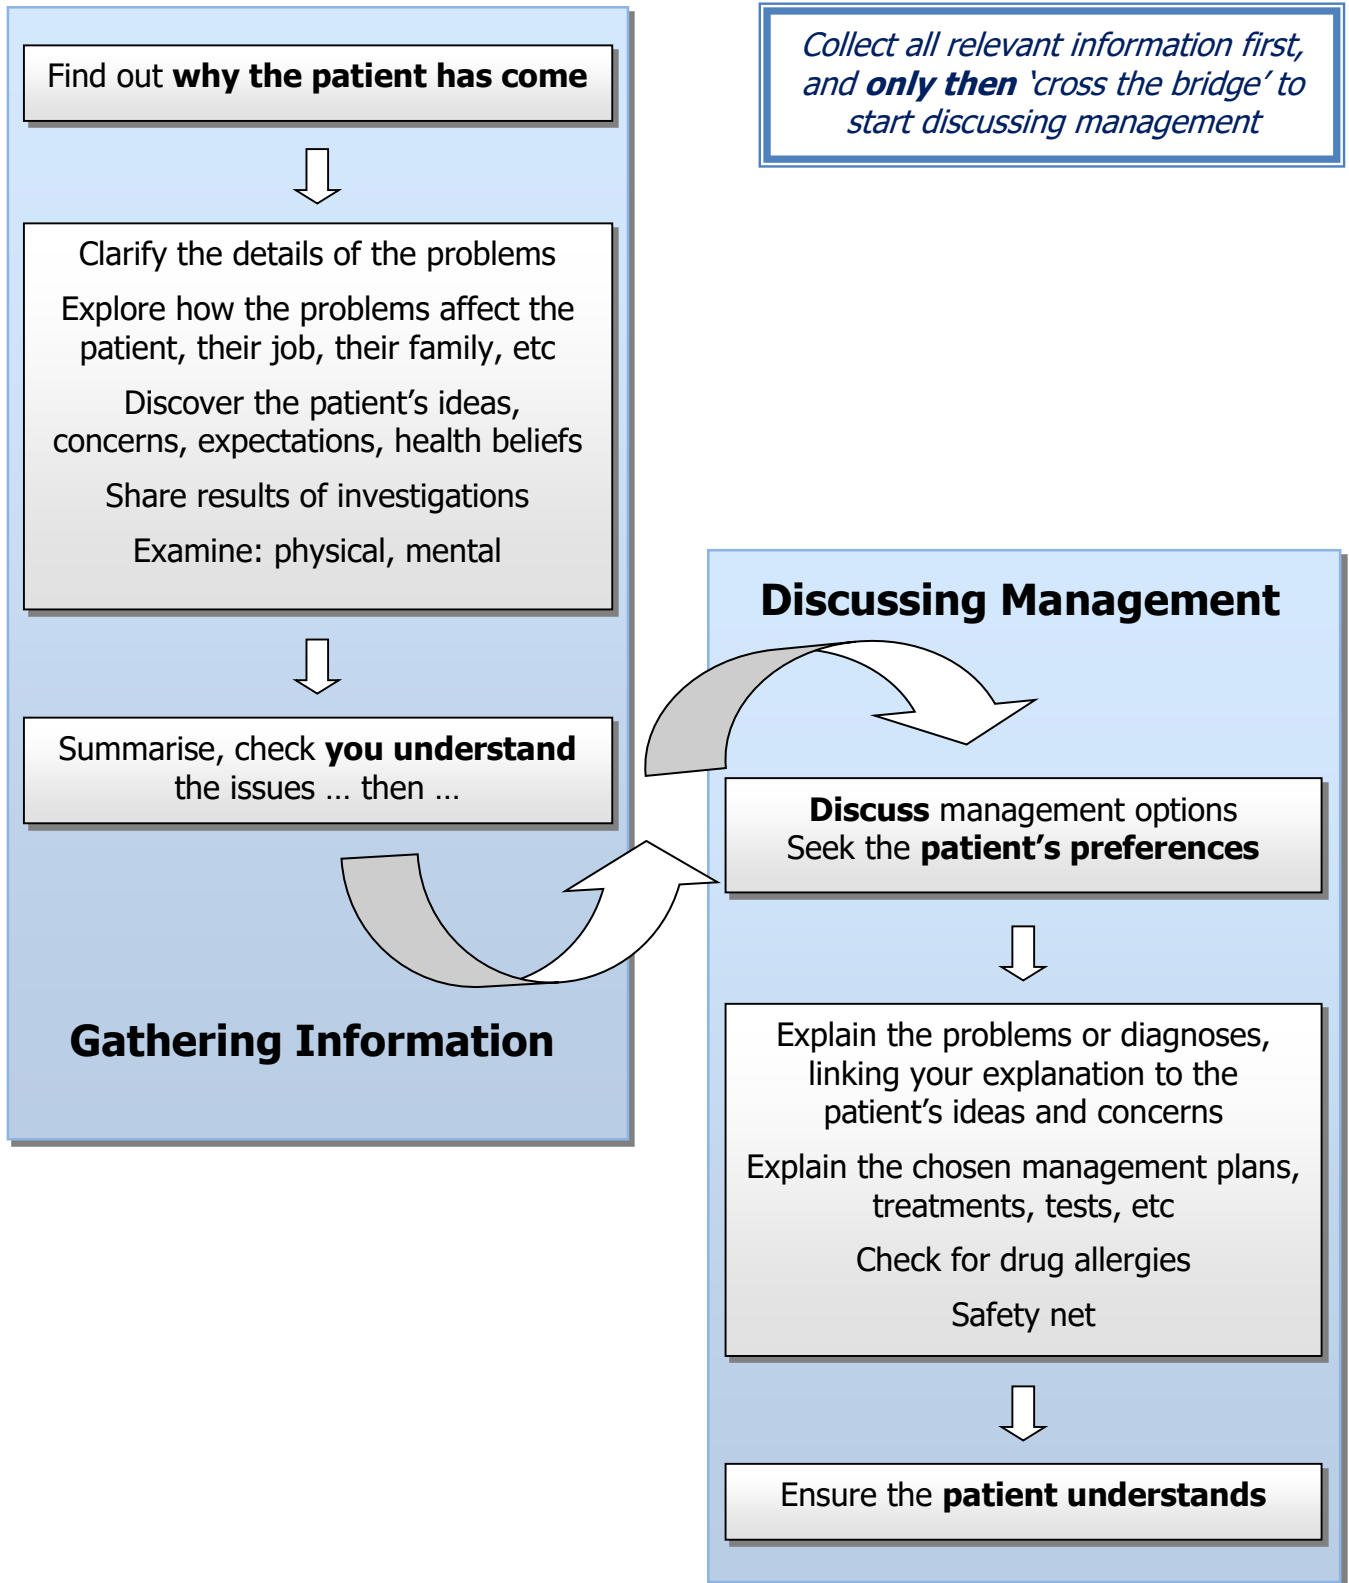 Find out why the patient has come
Clarify the details of the problems
Explore how the problems affect the
patient, their job, their family, etc
Discover the patient’s ideas,
concerns, expectations, health beliefs
Share results of investigations
Examine: physical, mental
Summarise, check you understand
the issues … then …
Gathering Information
Collect all relevant information first,
and only then ‘cross the bridge’ to
start discussing management
Discussing Management
Discuss management options
Seek the patient’s preferences
Explain the problems or diagnoses,
linking your explanation to the
patient’s ideas and concerns
Explain the chosen management plans,
treatments, tests, etc
Check for drug allergies
Safety net
Ensure the patient understands